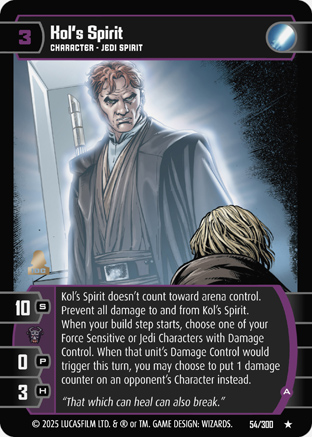 3
Kol's Spirit
CHARACTER - JEDI SPIRIT
10 S
0 P
3 H
Kol's Spirit doesn't count toward arena control.
Prevent all damage to and from Kol's Spirit.
When your build step starts, choose one of your
Force Sensitive or Jedi Characters with Damage
Control. When that unit's Damage Control would
trigger this turn, you may choose to put 1 damage
counter on an opponent's Character instead.
"That which can heal can also break."
A
© 2025 LUCASFILM LTD. & ® or TM. GAME DESIGN: WIZARDS.
54/300